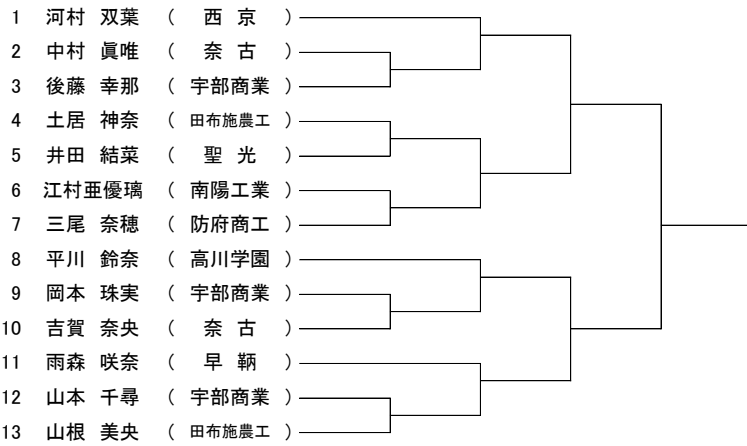 1 河村 双葉 ( 西 京 )
2 中村 眞唯 ( 奈 古 )
3 後藤 幸那 ( 宇部商業 )
4 土居 神奈 ( 田布施農工 )
5 井田 結菜 ( 聖 光 )
6 江村亜優璃 ( 南陽工業 )
7 三尾 奈穂 ( 防府商工 )
8 平川 鈴奈 ( 高川学園 )
9 岡本 珠実 ( 宇部商業 )
10 吉賀 奈央 ( 奈 古 )
11 雨森 咲奈 ( 早 鞆 )
12 山本 千尋 ( 宇部商業 )
13 山根 美央 ( 田布施農工 )